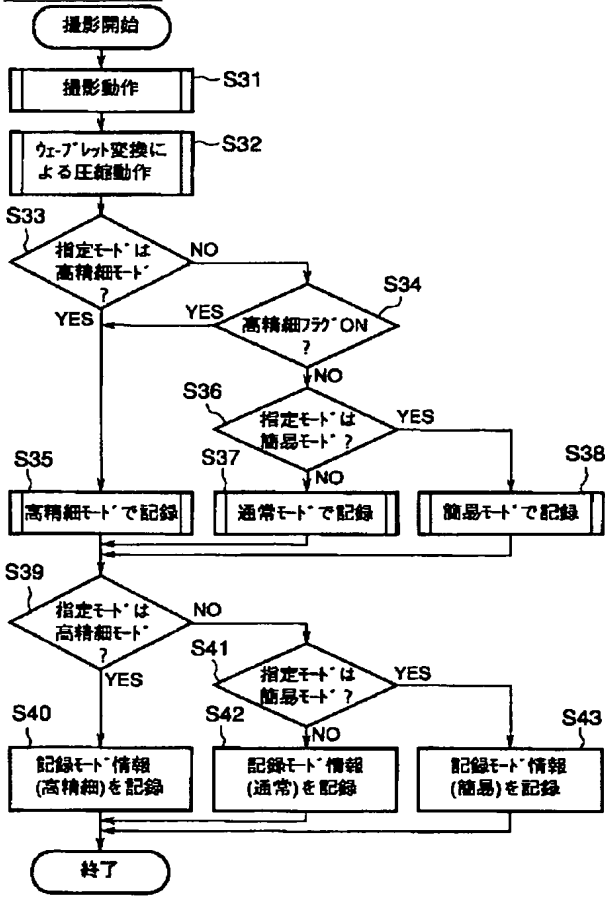 撮影開始
撮影動作
S31
ウェーブレット変換に
よる圧縮動作
S32
S33
指定モードは
高精細モード
?
NO
YES
S34
高精細フラグON
?
YES
NO
S36
指定モードは
簡易モード?
YES
NO
S35
高精細モードで記録
S37
通常モードで記録
S38
簡易モードで記録
S39
指定モードは
高精細モード
?
NO
YES
S41
指定モードは
簡易モード?
YES
NO
S40
記録モード情報
(高精細)を記録
S42
記録モード情報
(通常)を記録
S43
記録モード情報
(簡易)を記録
終了